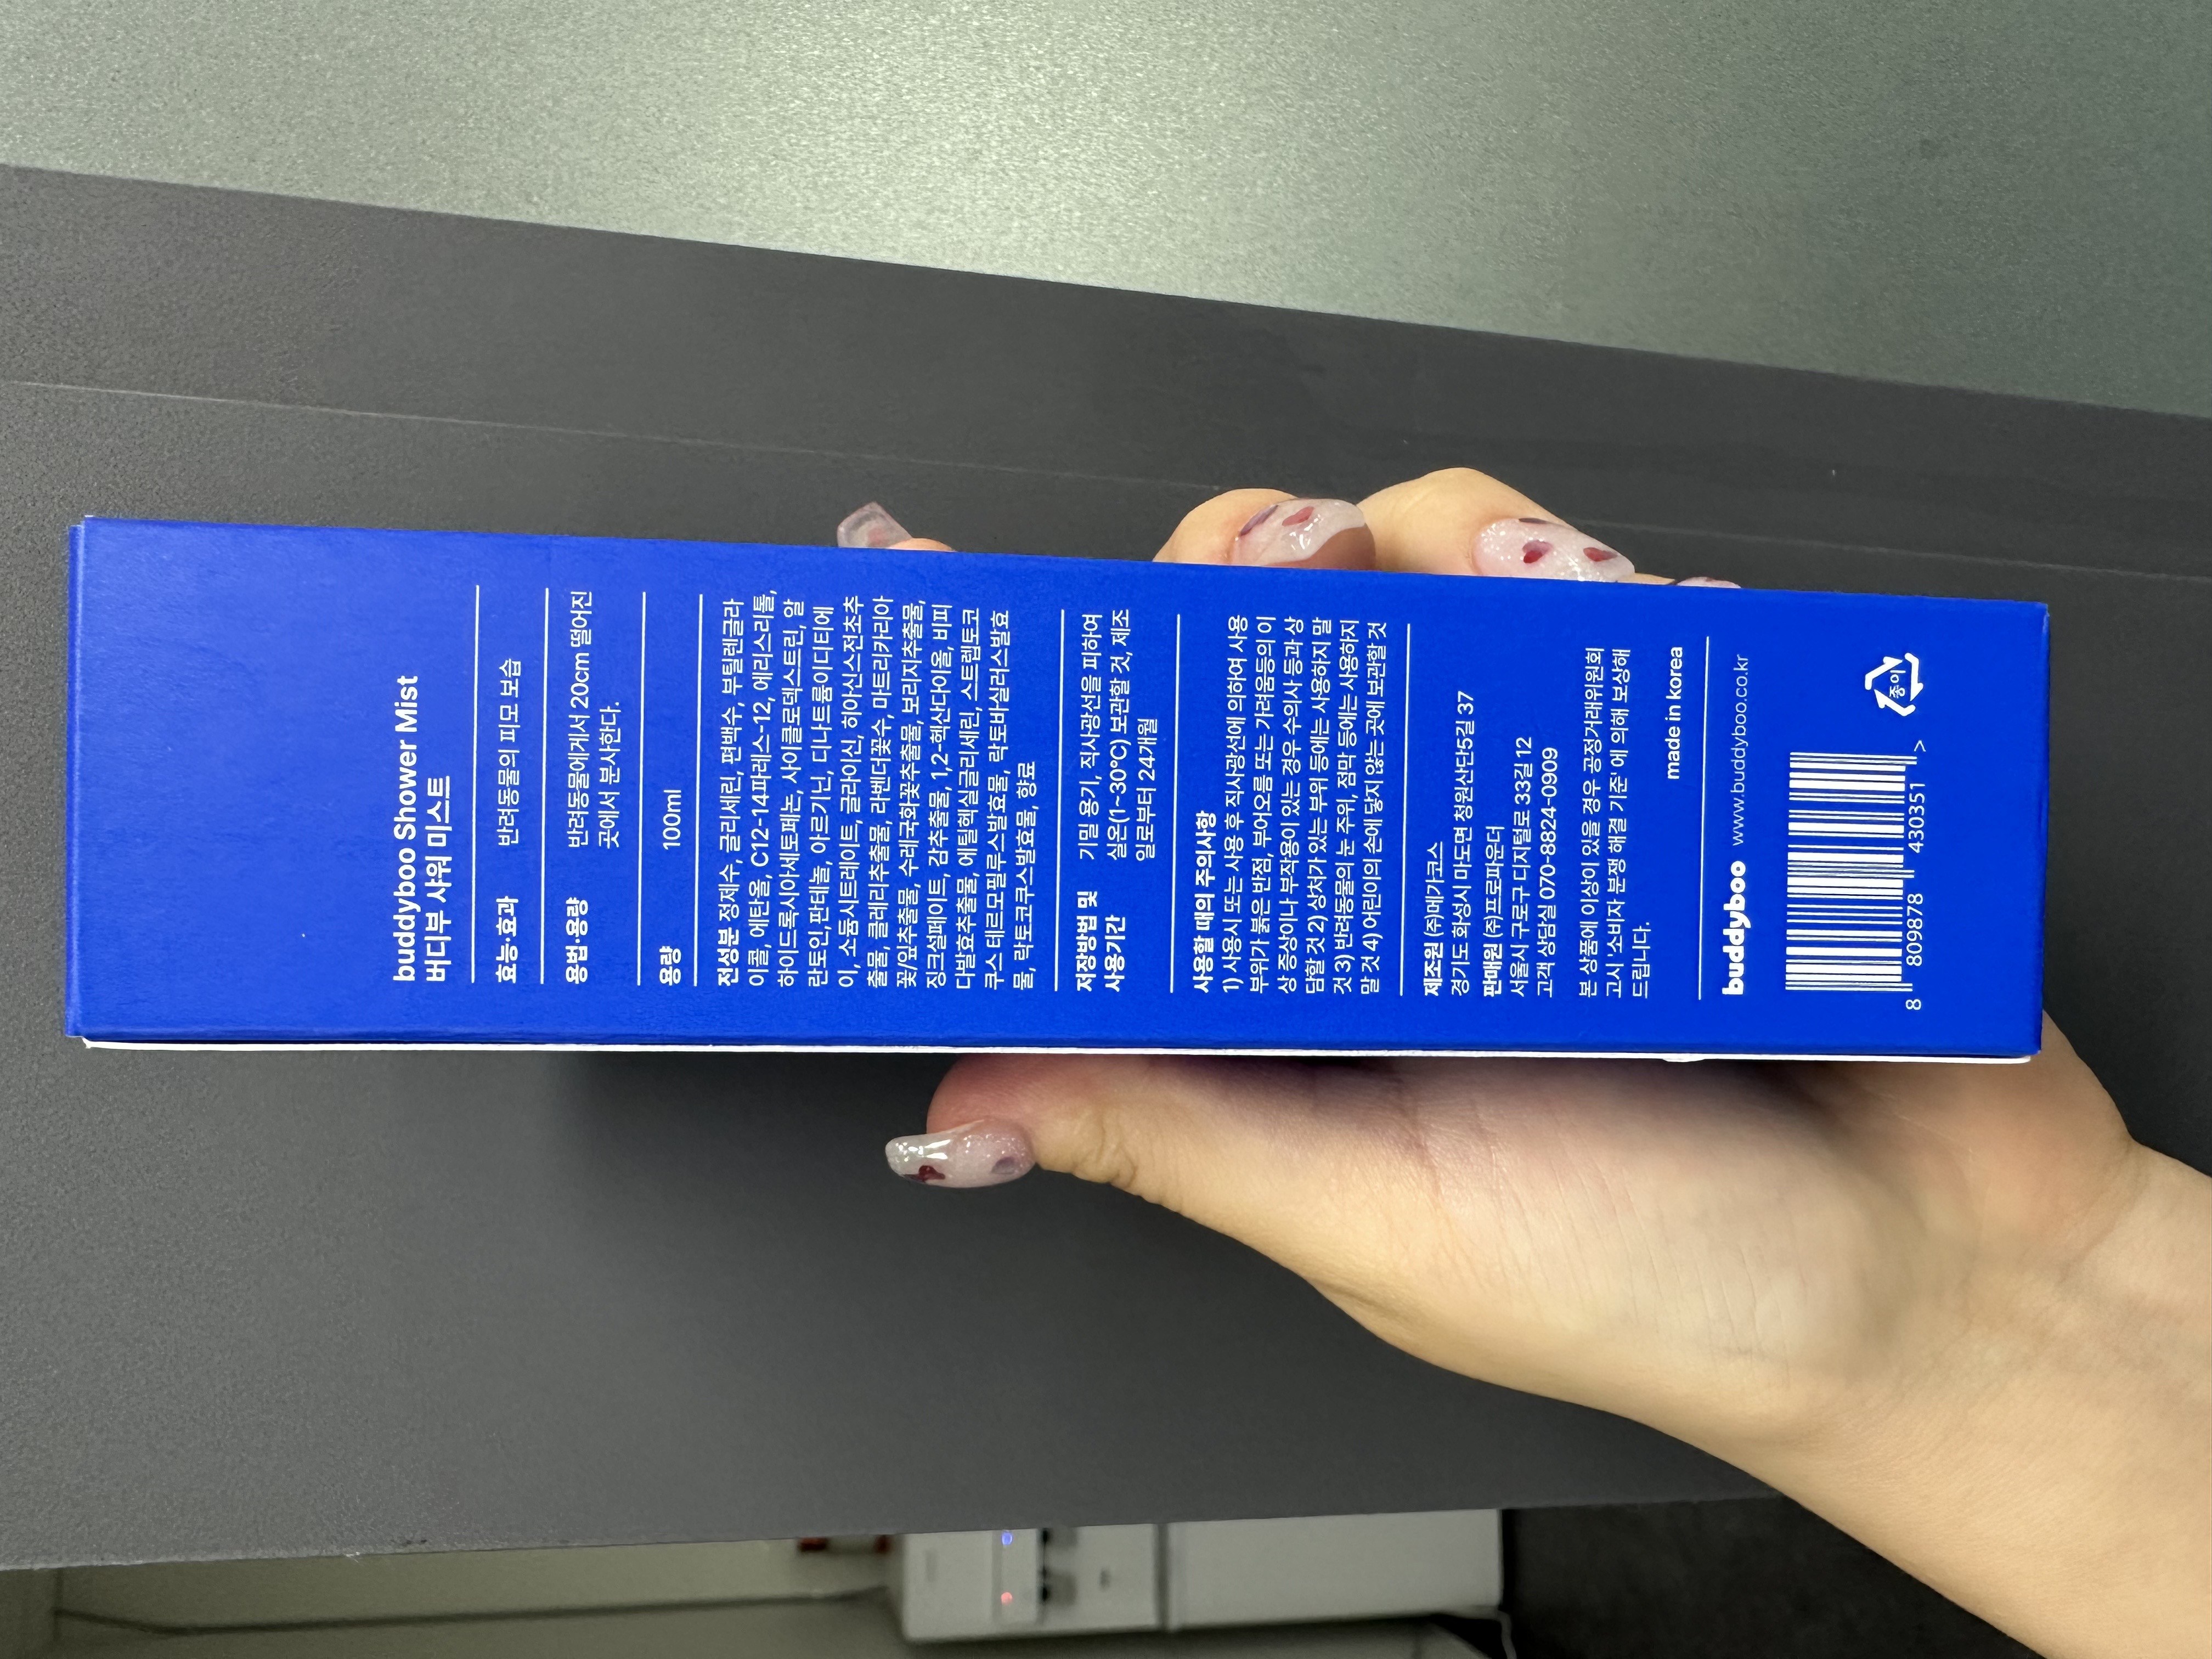 buddyboo Shower Mist
버디부 샤워 미스트
효능·효과 반려동물의 피모 보습
용법·용량 반려동물에게서 20cm 떨어진
곳에서 분사한다.
용량 100ml
전성분 정제수, 글리세린, 편백수, 부틸렌글라
이콜, 에탄올, C12-14파레스-12, 에리스리톨,
하이드록시아세토페논, 사이클로덱스트린, 알
란토인,판테놀, 아르기닌, 디나트륨이디티에
이, 소듐시트레이트, 글라이신, 히아신스전초추
출물, 클레리추출물, 라벤더꽃수, 마트리카리아
꽃/잎추출물, 수레국화꽃추출물, 보리지추출물,
징크설페이트, 감추출물, 1,2-헥산다이올, 비피
다발효추출물, 에틸헥실글리세린, 스트렙토코
쿠스 테르모필루스발효물, 락토바실러스발효
물, 락토코쿠스발효물, 향료
저장방법 및 기밀 용기, 직사광선을 피하여
사용기간 실온(1~30°C) 보관할 것, 제조
일로부터 24개월
사용할 때의 주의사항
1) 사용시 또는 사용 후 직사광선에 의하여 사용
부위가 붉은 반점, 부어오름 또는 가려움등의 이
상 증상이나 부작용이 있는 경우 수의사 등과 상
담할 것 2) 상처가 있는 부위 등에는 사용하지 말
것 3) 반려동물의 눈 주위, 점막 등에는 사용하지
말 것 4) 어린이의 손에 닿지 않는 곳에 보관할 것
제조원 (주)메가코스
경기도 화성시 마도면 청원산단5길 37
판매원 (주)프로파운더
서울시 구로구 디지털로 33길 12
고객 상담실 070-8824-0909
본 상품에 이상이 있을 경우 공정거래위원회
고시 '소비자 분쟁 해결 기준' 에 의해 보상해
드립니다.
made in korea
buddyboo www.buddyboo.co.kr
종이
8 809878 430351 >